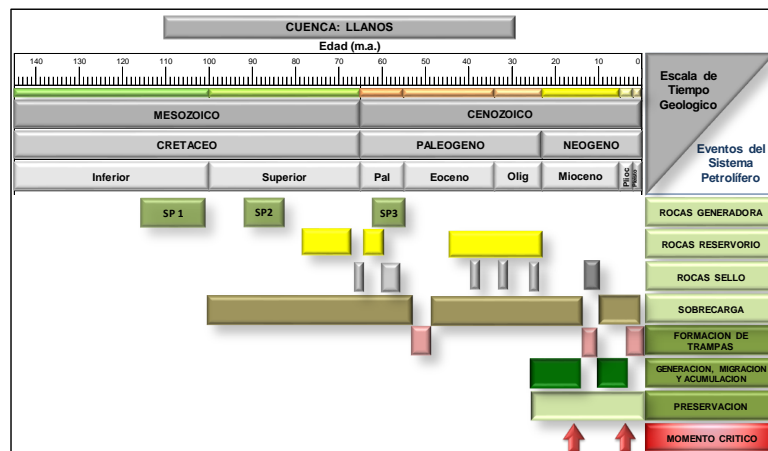 CUENCA: LLANOS
Edad (m.a.)
140 130 120 110 100 90 80 70 60 50 40 30 20 10 0
Escala de
Tiempo
Geologico
MESOZOICO CENOZOICO
CRETACEO PALEOGENO NEOGENO
Eventos del
Sistema
Petrolífero
Inferior Superior Pal Eoceno Olig Mioceno Plioc
SP 1 SP2 SP3 ROCAS GENERADORA
ROCAS RESERVORIO
ROCAS SELLO
SOBRECARGA
FORMACION DE
TRAMPAS
GENERACION, MIGRACION
Y ACUMULACION
PRESERVACION
MOMENTO CRITICO